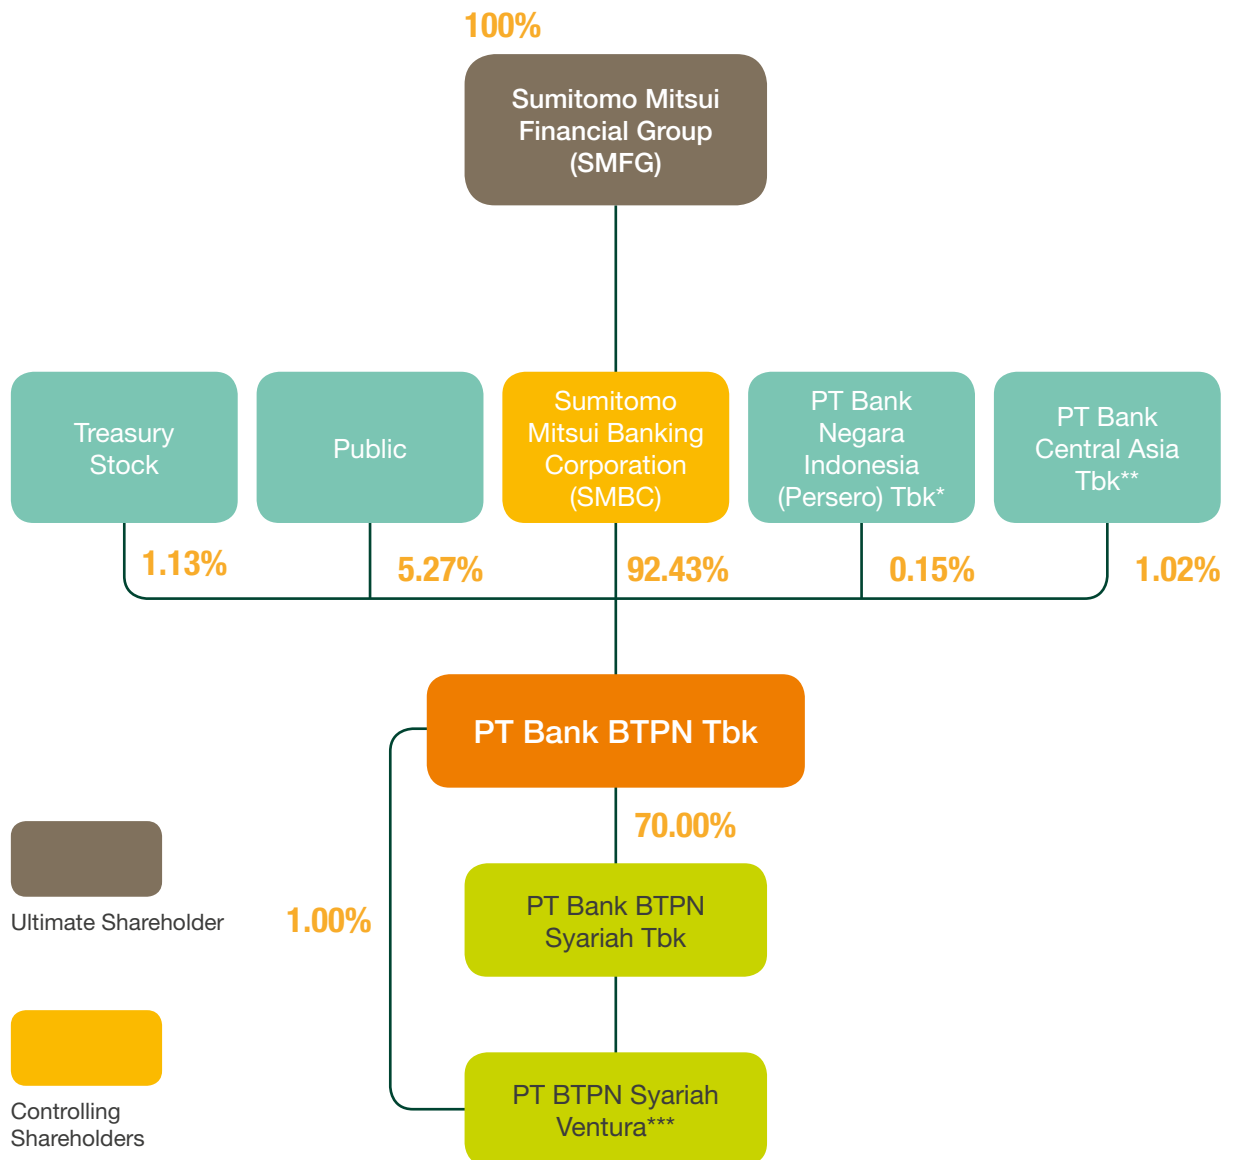 100%
Sumitomo Mitsui
Financial Group
(SMFG)
Treasury
Stock
Public
Sumitomo
Mitsui Banking
Corporation
(SMBC)
PT Bank
Negara
Indonesia
(Persero) Tbk*
PT Bank
Central Asia
Tbk**
1.13%
5.27%
92.43%
0.15%
1.02%
PT Bank BTPN Tbk
70.00%
PT Bank BTPN
Syariah Tbk
1.00%
PT BTPN Syariah
Ventura***
Ultimate Shareholder
Controlling
Shareholders